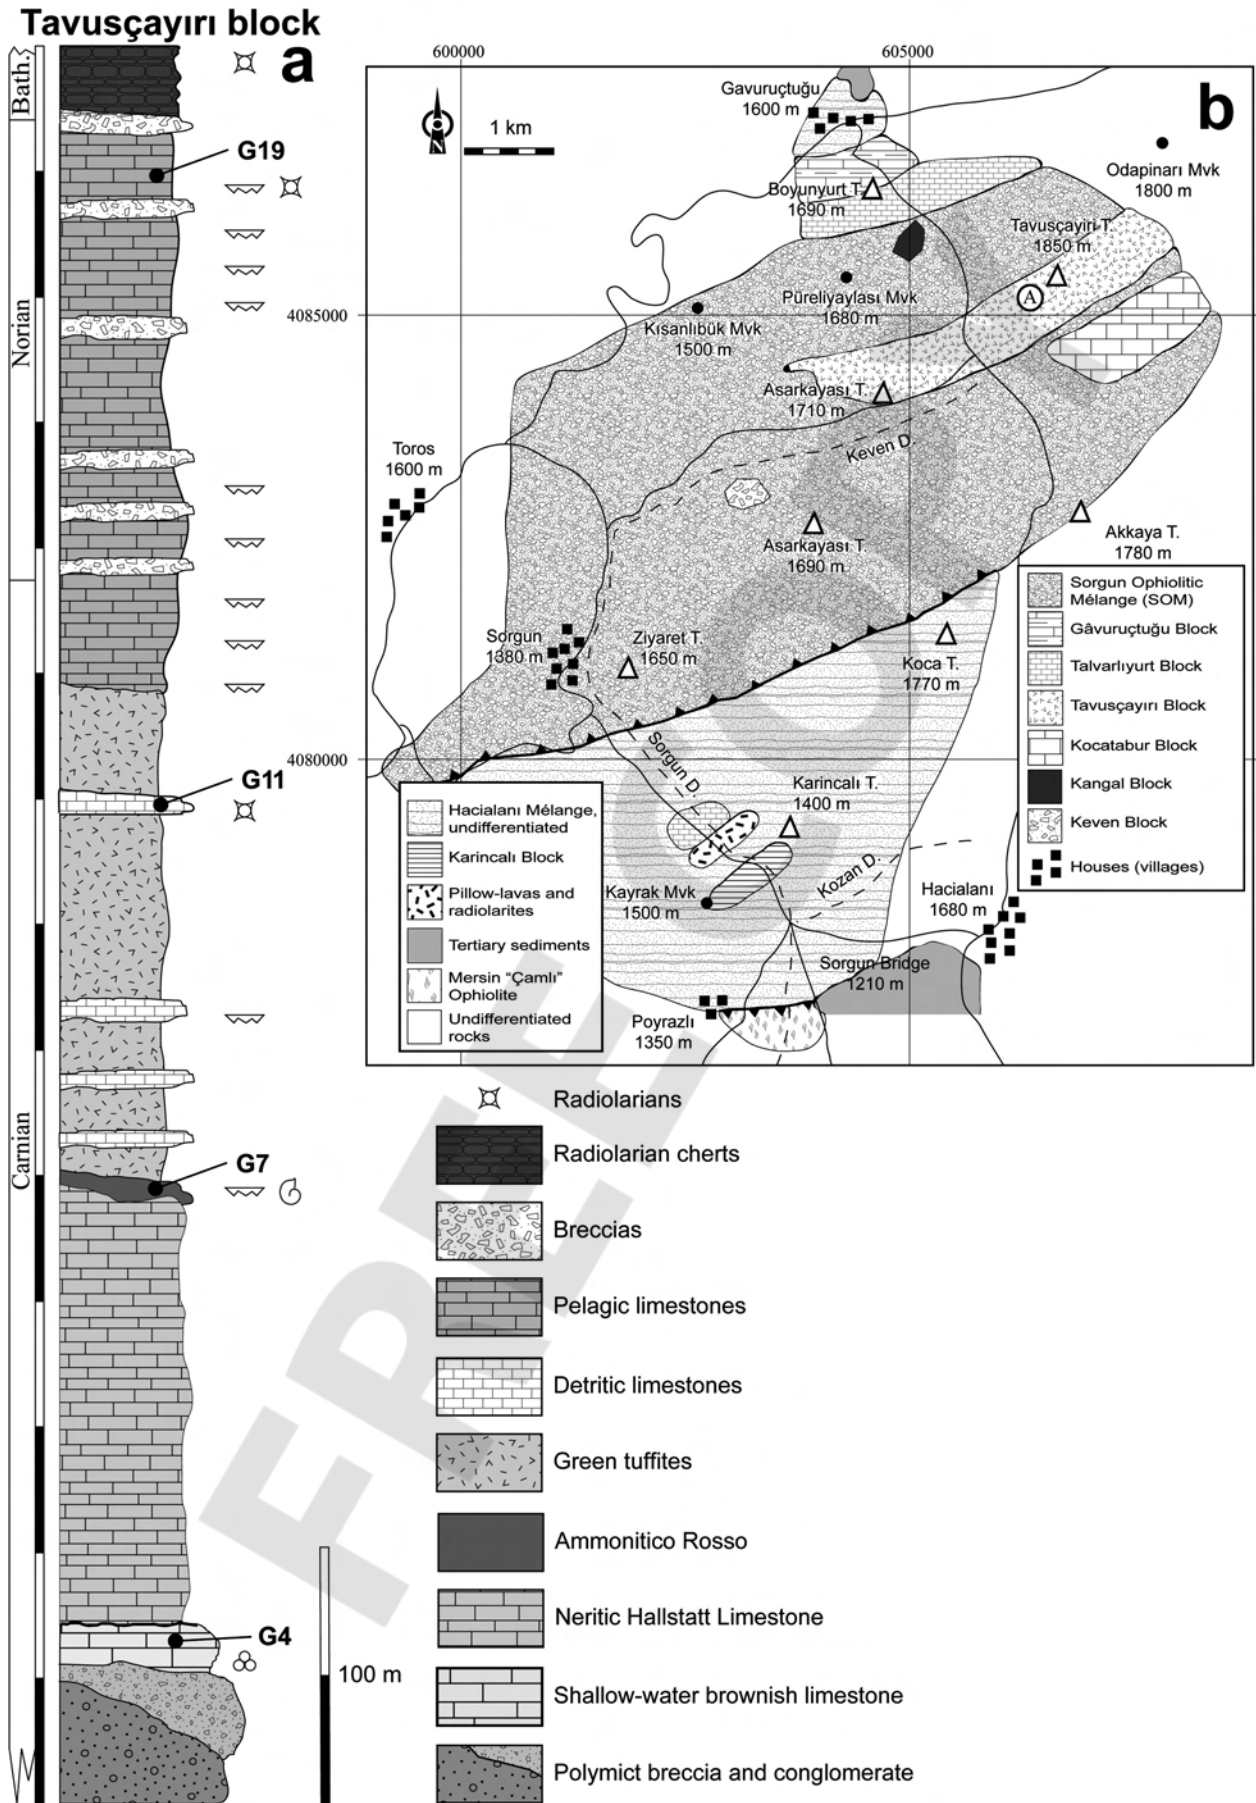 Tavusçayırı block
a
Bath.
Norian
Carnian
G19
G11
G7
G4
100 m
b
600000
605000
4085000
4080000
N
1 km
Gavuruçtuğu
1600 m
Boyunyurt T.
1690 m
Odapinarı Mvk
1800 m
Tavusçayiri T.
1850 m
A
Püreliyaylası Mvk
1680 m
Kısanlıbük Mvk
1500 m
Asarkayası T.
1710 m
Keven D.
Toros
1600 m
Asarkayası T.
1690 m
Akkaya T.
1780 m
Sorgun
1380 m
Ziyaret T.
1650 m
Koca T.
1770 m
Sorgun D.
Karincalı T.
1400 m
Kozan D.
Kayrak Mvk
1500 m
Hacialanı
1680 m
Sorgun Bridge
1210 m
Poyrazlı
1350 m
Sorgun Ophiolitic
Mélange (SOM)
Gâvuruçtuğu Block
Talvarlıyurt Block
Tavusçayırı Block
Kocatabur Block
Kangal Block
Keven Block
Houses (villages)
Hacialanı Mélange,
undifferentiated
Karincalı Block
Pillow-lavas and
radiolarites
Tertiary sediments
Mersin “Çamlı”
Ophiolite
Undifferentiated
rocks
Radiolarians
Radiolarian cherts
Breccias
Pelagic limestones
Detritic limestones
Green tuffites
Ammonitico Rosso
Neritic Hallstatt Limestone
Shallow-water brownish limestone
Polymict breccia and conglomerate